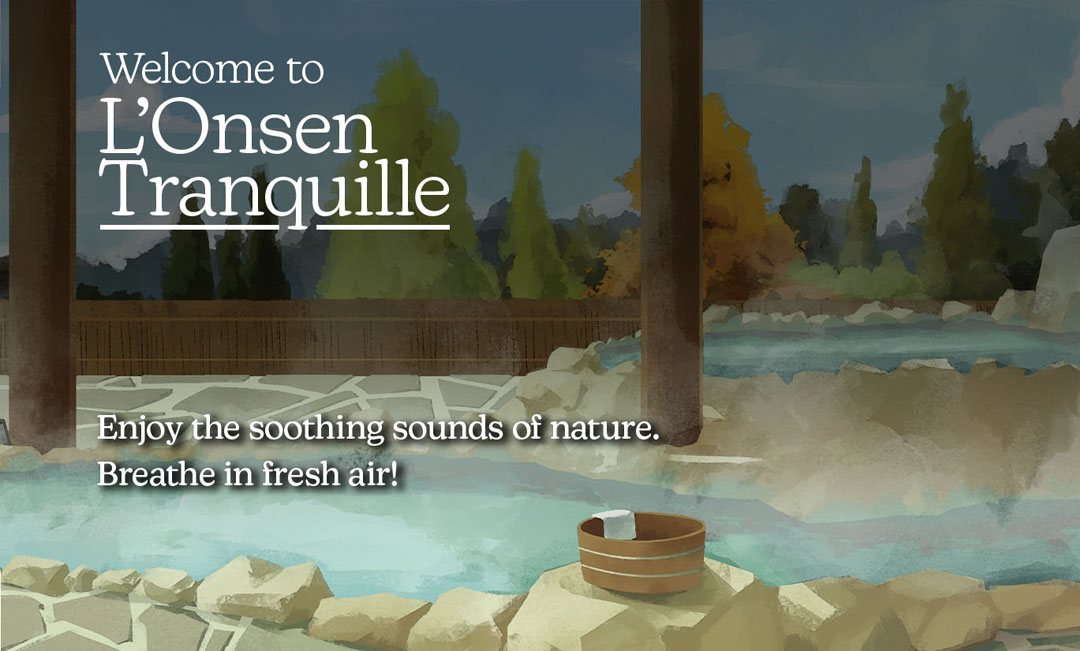 Welcome to
L’Onsen
Tranquille
Enjoy the soothing sounds of nature.
Breathe in fresh air!